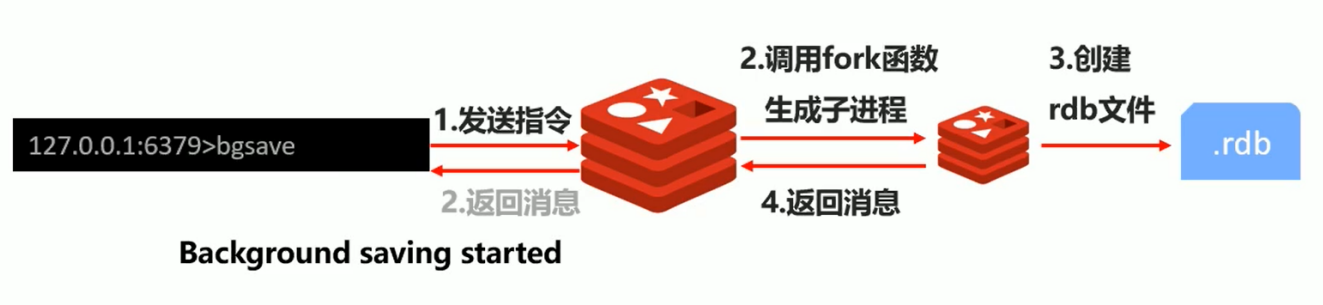 127.0.0.1:6379>bgsave
1.发送指令
2.返回消息
Background saving started
2.调用fork函数
生成子进程
4.返回消息
3.创建
rdb文件
.rdb